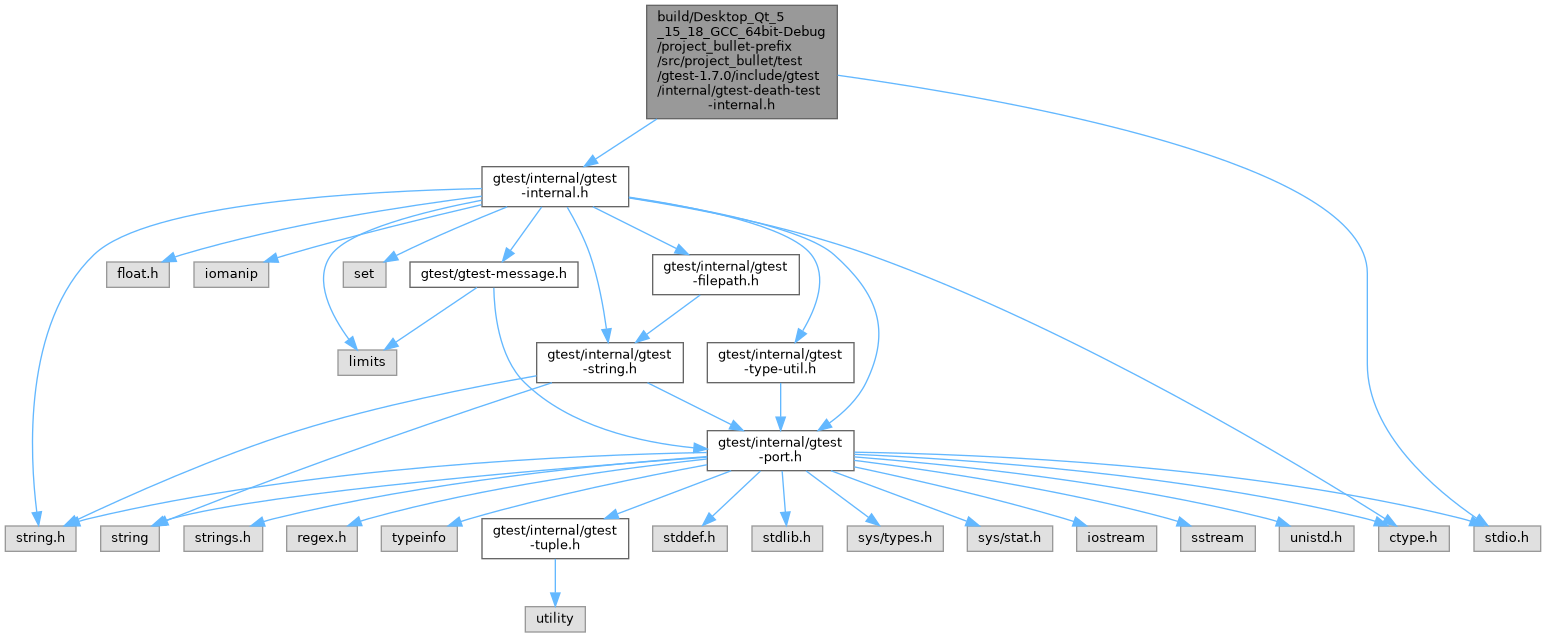 build/Desktop_Qt_5
_15_18_GCC_64bit-Debug
/project_bullet-prefix
/src/project_bullet/test
/gtest-1.7.0/include/gtest
/internal/gtest-death-test
-internal.h
gtest/internal/gtest
-internal.h
float.h
iomanip
set
gtest/gtest-message.h
gtest/internal/gtest
-filepath.h
limits
gtest/internal/gtest
-string.h
gtest/internal/gtest
-type-util.h
gtest/internal/gtest
-port.h
string.h
string
strings.h
regex.h
typeinfo
gtest/internal/gtest
-tuple.h
stddef.h
stdlib.h
sys/types.h
sys/stat.h
iostream
sstream
unistd.h
ctype.h
stdio.h
utility